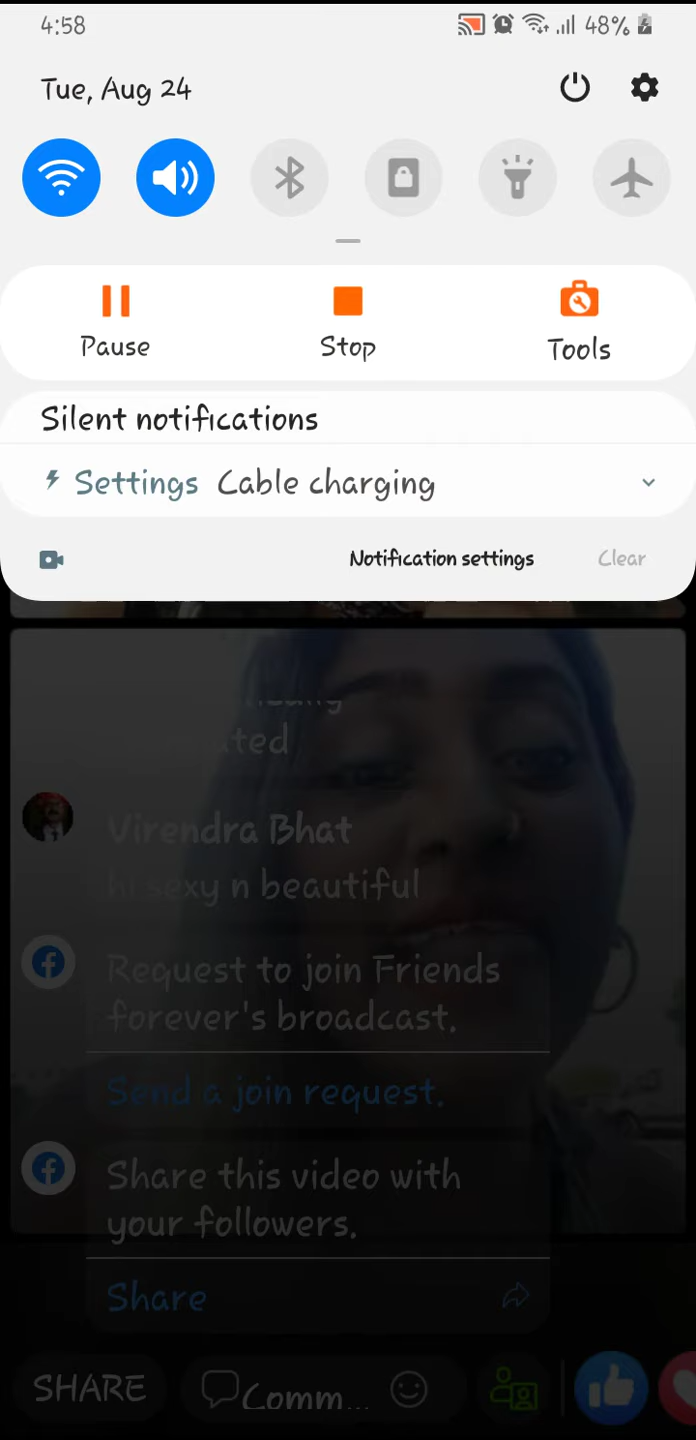 4:58
48%
Tue, Aug 24
Pause
Stop
Tools
Silent notifications
Settings Cable charging
Notification settings
Clear
Virendra Bhat
hi sexy n beautiful
Request to join Friends
forever's broadcast.
Send a join request.
Share this video with
your followers.
Share
SHARE
Comm...